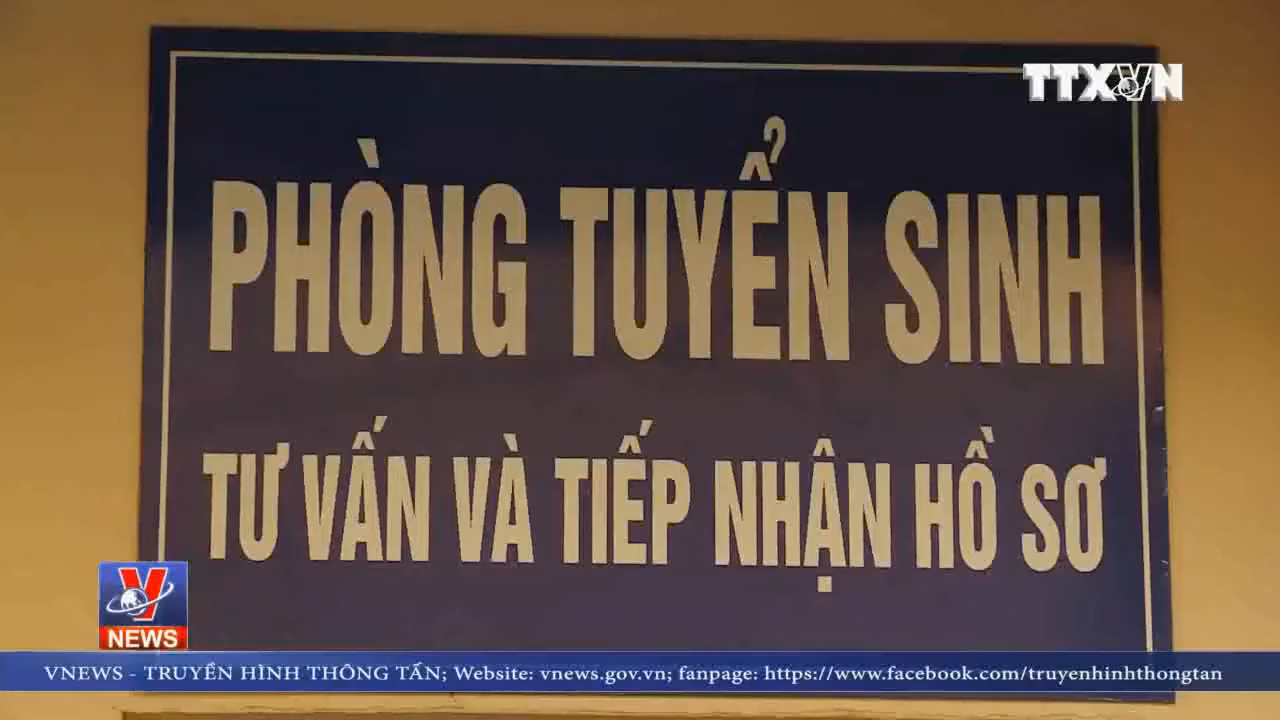 TTXVN
PHÒNG TUYỂN SINH
TƯ VẤN VÀ TIẾP NHẬN HỒ SƠ
V
NEWS
VNEWS - TRUYỀN HÌNH THÔNG TẤN; Website: vnews.gov.vn; fanpage: https://www.facebook.com/truyenhinhthongtan